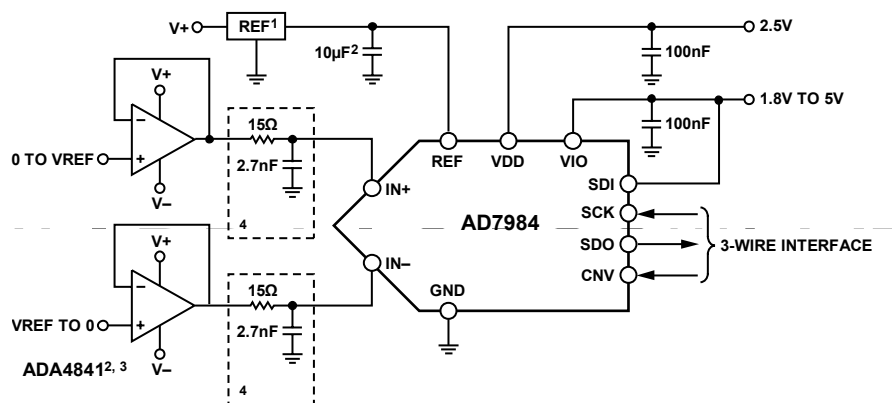 V+ REF1 10µF2 100nF 2.5V
V+ 100nF 1.8V TO 5V
15Ω
0 TO VREF – + 2.7nF REF VDD VIO
V– IN+ SDI
4 AD7984 SCK
V+ SDO 3-WIRE INTERFACE
IN– CNV
15Ω GND
VREF TO 0 – + 2.7nF
V–
ADA48412, 3
4